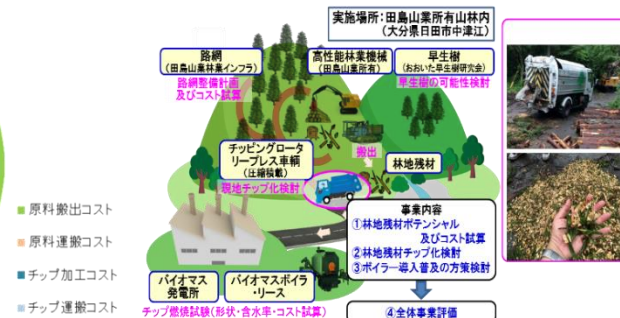 実施場所:田島山業所有山林内
(大分県日田市中津江)
路網
(田島山業林業インフラ)
路網整備計画
及びコスト試算
高性能林業機械
(田島山業所有)
早生樹
(おおいた早生樹研究会)
早生樹の可能性検討
搬出
チッピングロータ
リープレス車輌
(圧縮積載)
現地チップ化検討
林地残材
事業内容
①林地残材ポテンシャル
及びコスト試算
②林地残材チップ化検討
③ボイラー導入普及の方策検討
④全体事業評価
バイオマス
発電所
バイオマスボイラ
・リース
チップ燃焼試験(形状・含水率・コスト試算)
原料搬出コスト
原料運搬コスト
チップ加工コスト
チップ運搬コスト